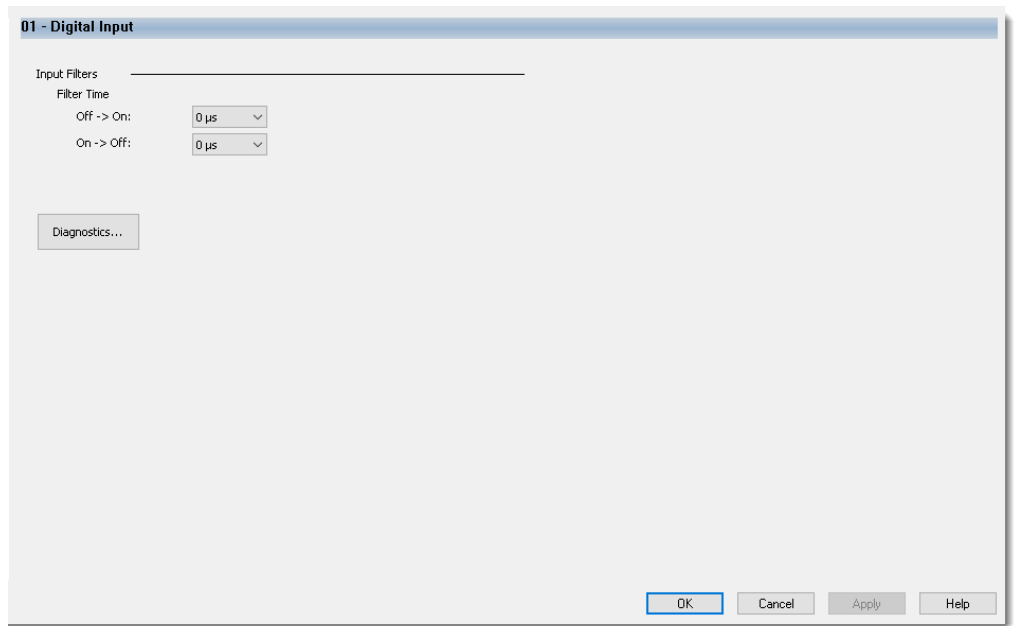 01 - Digital Input
Input Filters
Filter Time
Off -> On:
0 µs
On -> Off:
0 µs
Diagnostics...
OK Cancel Apply Help